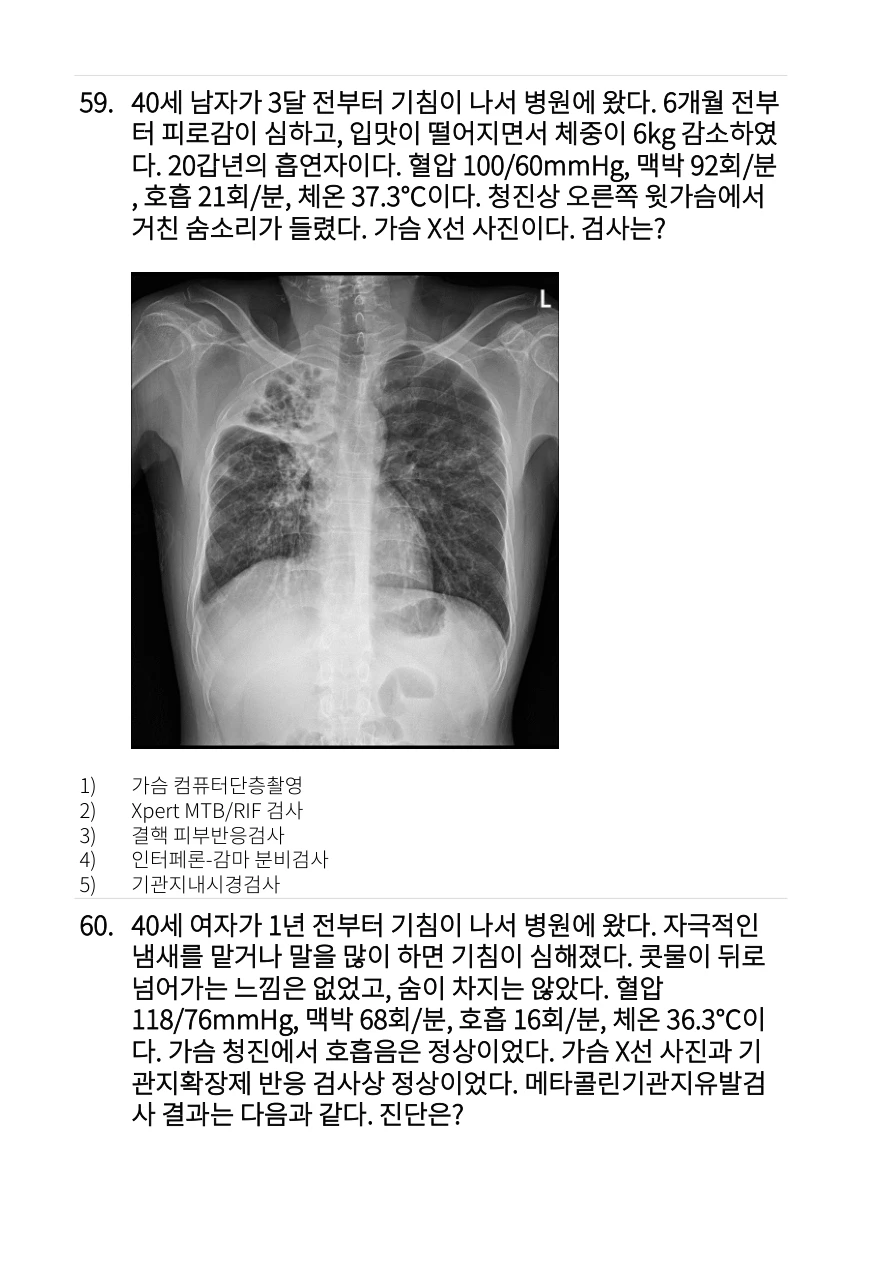 59. 40세 남자가 3달 전부터 기침이 나서 병원에 왔다. 6개월 전부
터 피로감이 심하고, 입맛이 떨어지면서 체중이 6kg 감소하였
다. 20갑년의 흡연자이다. 혈압 100/60mmHg, 맥박 92회/분
, 호흡 21회/분, 체온 37.3°C이다. 청진상 오른쪽 윗가슴에서
거친 숨소리가 들렸다. 가슴 X선 사진이다. 검사는?
L
1) 가슴 컴퓨터단층촬영
2) Xpert MTB/RIF 검사
3) 결핵 피부반응검사
4) 인터페론-감마 분비검사
5) 기관지내시경검사
60. 40세 여자가 1년 전부터 기침이 나서 병원에 왔다. 자극적인
냄새를 맡거나 말을 많이 하면 기침이 심해졌다. 콧물이 뒤로
넘어가는 느낌은 없었고, 숨이 차지는 않았다. 혈압
118/76mmHg, 맥박 68회/분, 호흡 16회/분, 체온 36.3°C이
다. 가슴 청진에서 호흡음은 정상이었다. 가슴 X선 사진과 기
관지확장제 반응 검사상 정상이었다. 메타콜린기관지유발검
사 결과는 다음과 같다. 진단은?